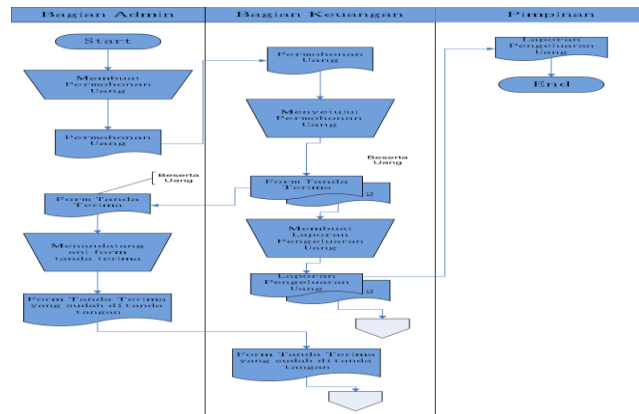 Bagian Admin
Bagian Keuangan
Pimpinan
Start
Membuat
Permohonan
Uang
Permohonan
Uang
Beserta
Uang
Form Tanda
Terima
Menandatang
ani form
tanda terima
Form Tanda Terima
yang sudah di tanda
tangan
Permohonan
Uang
Menyetujui
Permohonan
Uang
Beserta
Uang
Form Tanda
Terima
2
Membuat
Laporan
Pengeluaran
Uang
Laporan
Pengeluaran
Uang
2
Form Tanda Terima
yang sudah di tanda
tangan
Laporan
Pengeluaran
Uang
End